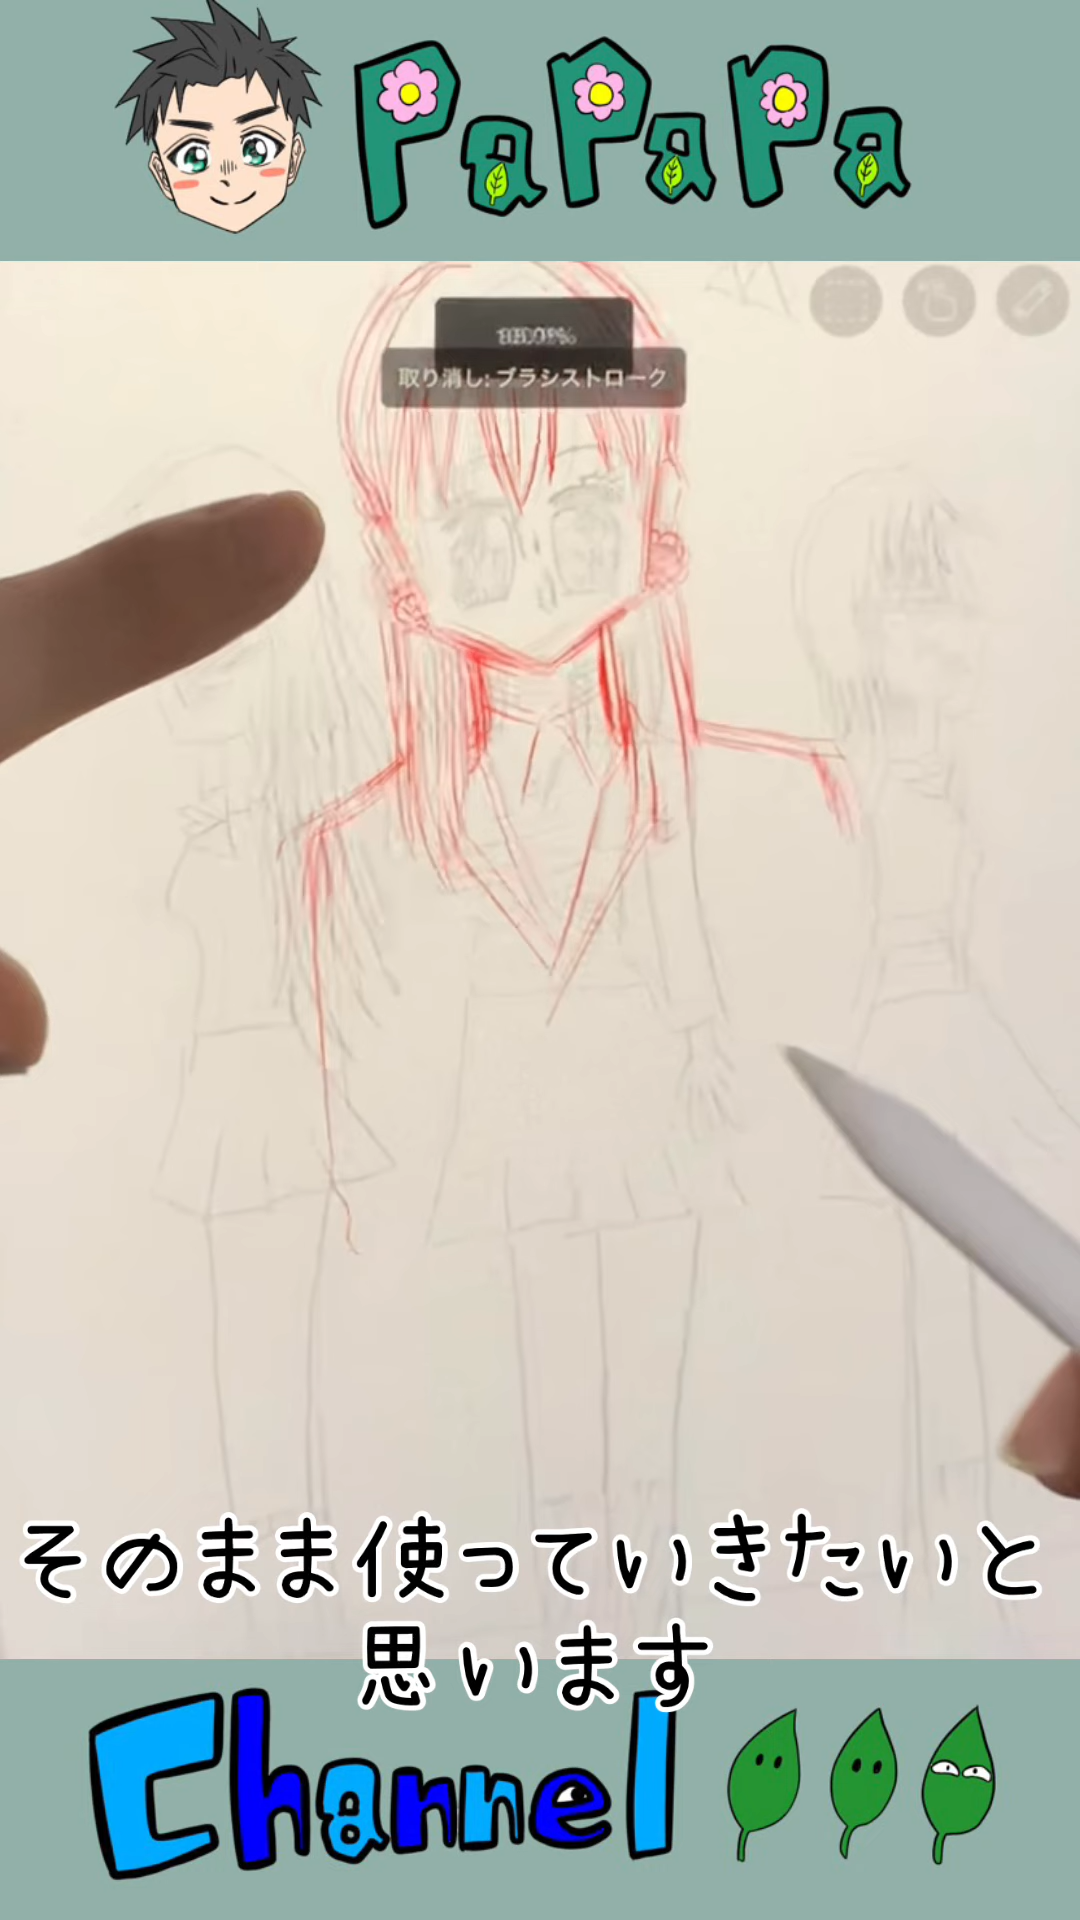 PaPaPa
取り消し: ブラシストローク
そのまま使っていきたいと
思います
Channel